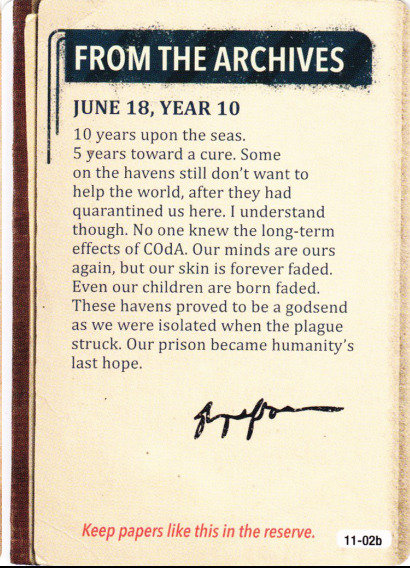 FROM THE ARCHIVES
JUNE 18, YEAR 10
10 years upon the seas.
5 years toward a cure. Some
on the havens still don't want to
help the world, after they had
quarantined us here. I understand
though. No one knew the long-term
effects of COdA. Our minds are ours
again, but our skin is forever faded.
Even our children are born faded.
These havens proved to be a godsend
as we were isolated when the plague
struck. Our prison became humanity's
last hope.
Keep papers like this in the reserve.
11-02b